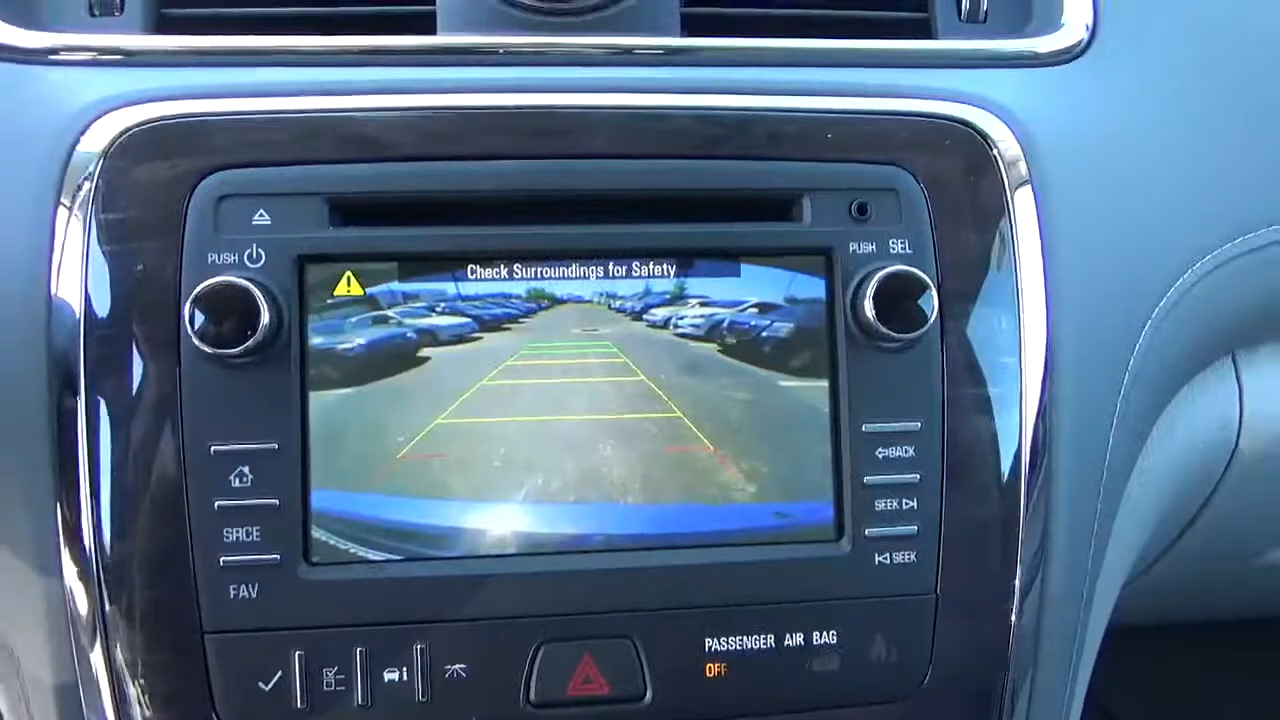 PUSH
PUSH SEL
Check Surroundings for Safety
BACK
SEEK
SRCE
SEEK
FAV
PASSENGER AIR BAG
OFF
i